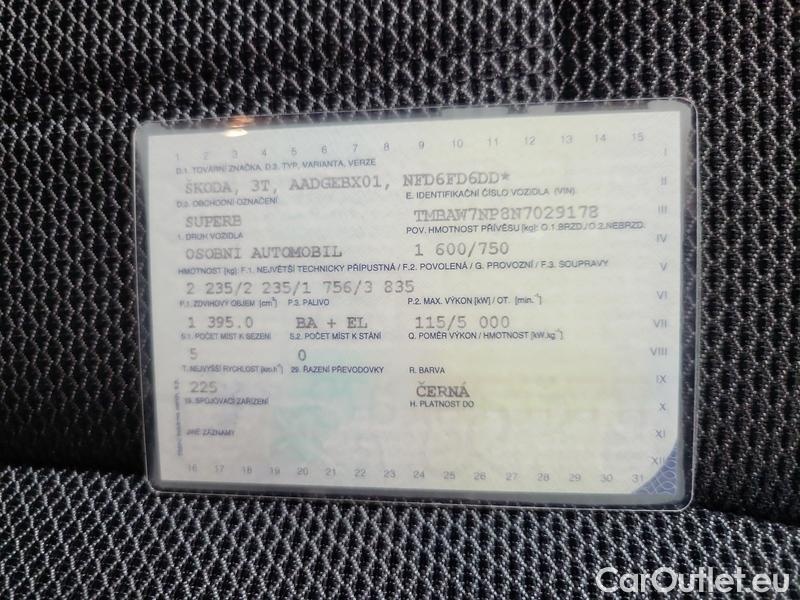 1 2 3 4 5 6 7 8 9 10 11 12 13 14 15
D.1. TOVÁRNÍ ZNAČKA, D.2. TYP, VARIANTA, VERZE
I
ŠKODA, 3T, AADGEBX01, NFD6FD6DD*
II
D.3. OBCHODNÍ OZNAČENÍ
E. IDENTIFIKAČNÍ ČÍSLO VOZIDLA (VIN)
SUPERB
TMBAW7NP8N7029178
III
1. DRUH VOZIDLA
POV. HMOTNOST PŘÍVĚSU [kg]: O.1.BRZD./O.2.NEBRZD.
OSOBNÍ AUTOMOBIL
1 600/750
IV
HMOTNOST [kg]: F.1. NEJVĚTŠÍ TECHNICKY PŘÍPUSTNÁ / F.2. POVOLENÁ / G. PROVOZNÍ / F.3. SOUPRAVY
V
2 235/2 235/1 756/3 835
VI
P.1. ZDVIHOVÝ OBJEM [cm³]
P.3. PALIVO
P.2. MAX. VÝKON [kW] / OT. [min.⁻¹]
1 395.0
BA + EL
115/5 000
VII
S.1. POČET MÍST K SEZENÍ
S.2. POČET MÍST K STÁNÍ
Q. POMĚR VÝKON / HMOTNOST [kW.kg⁻¹]
5
0
VIII
T. NEJVYŠŠÍ RYCHLOST [km.h⁻¹]
29. ŘAZENÍ PŘEVODOVKY
R. BARVA
225
ČERNÁ
IX
19. SPOJOVACÍ ZAŘÍZENÍ
H. PLATNOST DO
X
JINÉ ZÁZNAMY
XI
XII
16 17 18 19 20 21 22 23 24 25 26 27 28 29 30 31
CarOutlet.eu